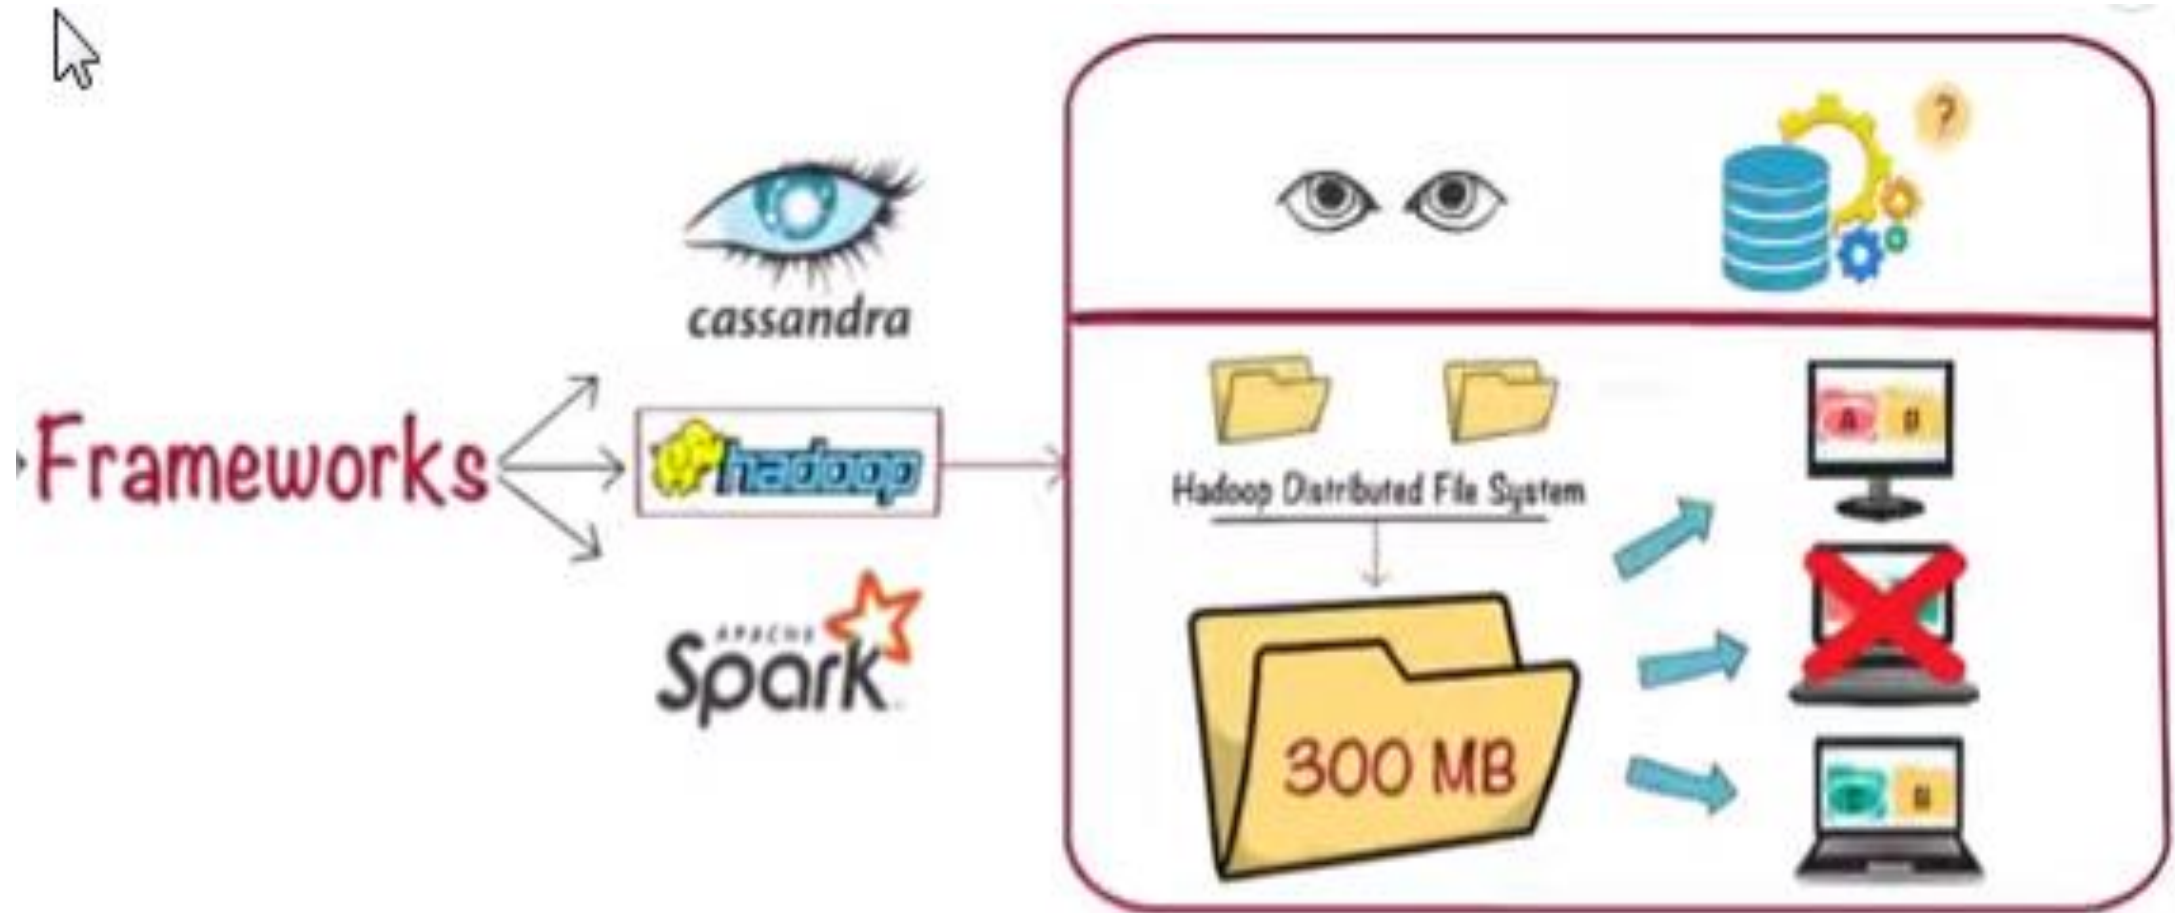 cassandra
Frameworks
hadoop
APACHE
Spark
?
Hadoop Distributed File System
300 MB
A B
B